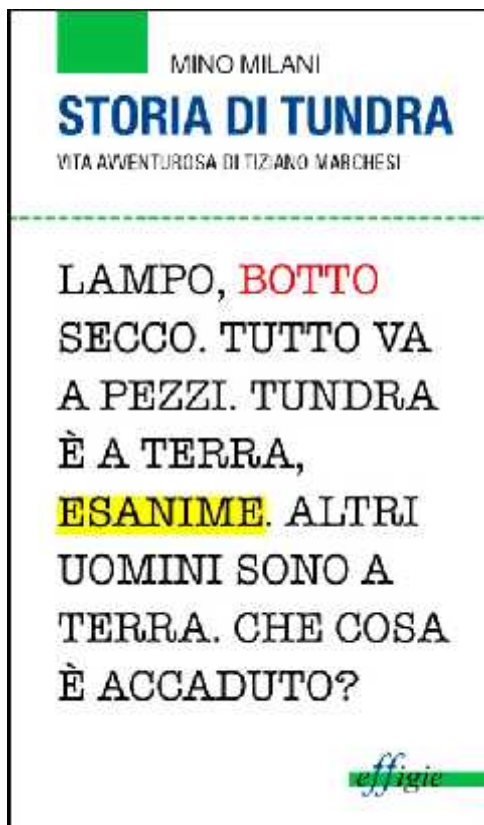 MINO MILANI
STORIA DI TUNDRA
VITA AVVENTUROSA DI TIZIANO MARCHESI
LAMPO, BOTTO
SECCO. TUTTO VA
A PEZZI. TUNDRA
È A TERRA,
ESANIME. ALTRI
UOMINI SONO A
TERRA. CHE COSA
È ACCADUTO?
effigie